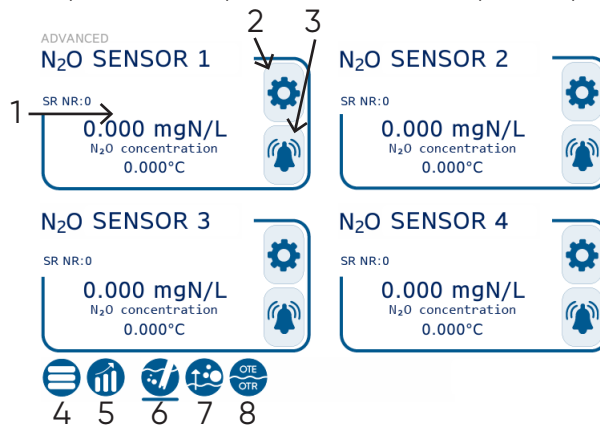 2 3
ADVANCED
N₂O SENSOR 1
SR NR:0
1
0.000 mgN/L
N₂O concentration
0.000°C
N₂O SENSOR 2
SR NR:0
0.000 mgN/L
N₂O concentration
0.000°C
N₂O SENSOR 3
SR NR:0
0.000 mgN/L
N₂O concentration
0.000°C
N₂O SENSOR 4
SR NR:0
0.000 mgN/L
N₂O concentration
0.000°C
OTE
OTR
4 5 6 7 8